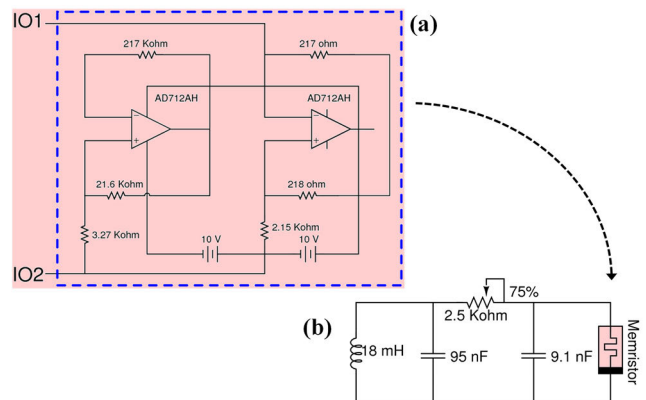 IO1
(a)
217 Kohm
217 ohm
AD712AH
AD712AH
21.6 Kohm
218 ohm
3.27 Kohm
2.15 Kohm
10 V
10 V
IO2
75%
2.5 Kohm
(b)
18 mH
95 nF
9.1 nF
Memristor